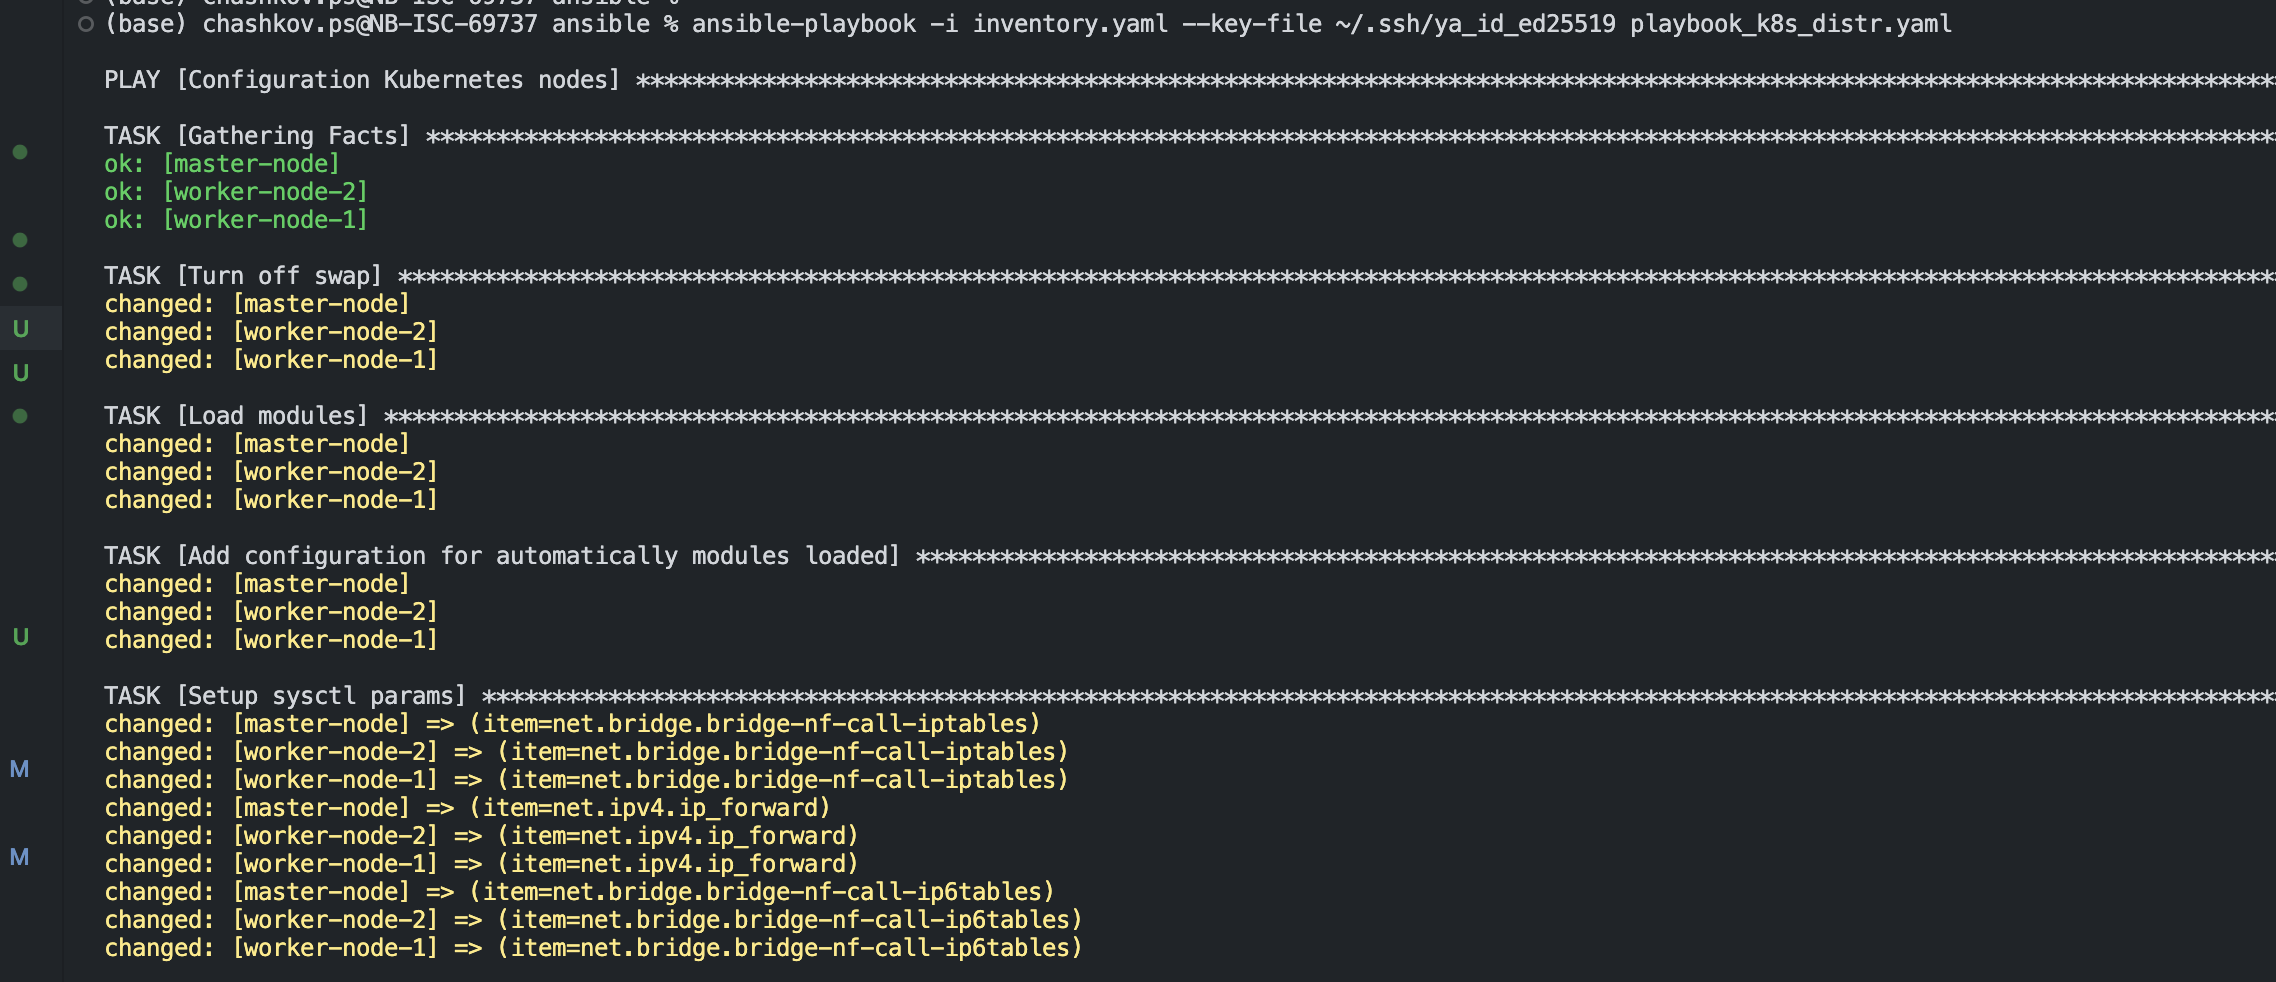 (base) chashkov.ps@NB-ISC-69737 ansible %
(base) chashkov.ps@NB-ISC-69737 ansible % ansible-playbook -i inventory.yaml --key-file ~/.ssh/ya_id_ed25519 playbook_k8s_distr.yaml
PLAY [Configuration Kubernetes nodes] ************************************************************************************************************************
TASK [Gathering Facts] ***************************************************************************************************************************************
ok: [master-node]
ok: [worker-node-2]
ok: [worker-node-1]
TASK [Turn off swap] *****************************************************************************************************************************************
changed: [master-node]
changed: [worker-node-2]
changed: [worker-node-1]
U
U
TASK [Load modules] ******************************************************************************************************************************************
changed: [master-node]
changed: [worker-node-2]
changed: [worker-node-1]
TASK [Add configuration for automatically modules loaded] ****************************************************************************************************
changed: [master-node]
changed: [worker-node-2]
changed: [worker-node-1]
U
TASK [Setup sysctl params] ***********************************************************************************************************************************
changed: [master-node] => (item=net.bridge.bridge-nf-call-iptables)
changed: [worker-node-2] => (item=net.bridge.bridge-nf-call-iptables)
changed: [worker-node-1] => (item=net.bridge.bridge-nf-call-iptables)
M
changed: [master-node] => (item=net.ipv4.ip_forward)
changed: [worker-node-2] => (item=net.ipv4.ip_forward)
changed: [worker-node-1] => (item=net.ipv4.ip_forward)
M
changed: [master-node] => (item=net.bridge.bridge-nf-call-ip6tables)
changed: [worker-node-2] => (item=net.bridge.bridge-nf-call-ip6tables)
changed: [worker-node-1] => (item=net.bridge.bridge-nf-call-ip6tables)